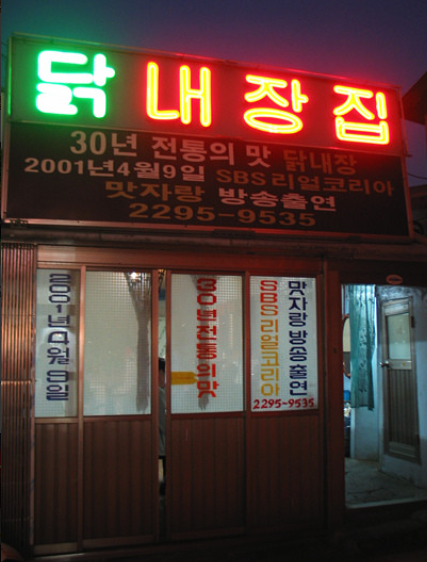 닭내장집
30년 전통의 맛 닭내장
2001년4월9일 SBS리얼코리아
맛자랑 방송출연
2295-9535
2001년4월9일
30년전통의맛
SBS리얼코리아
맛자랑방송출연
2295-9535